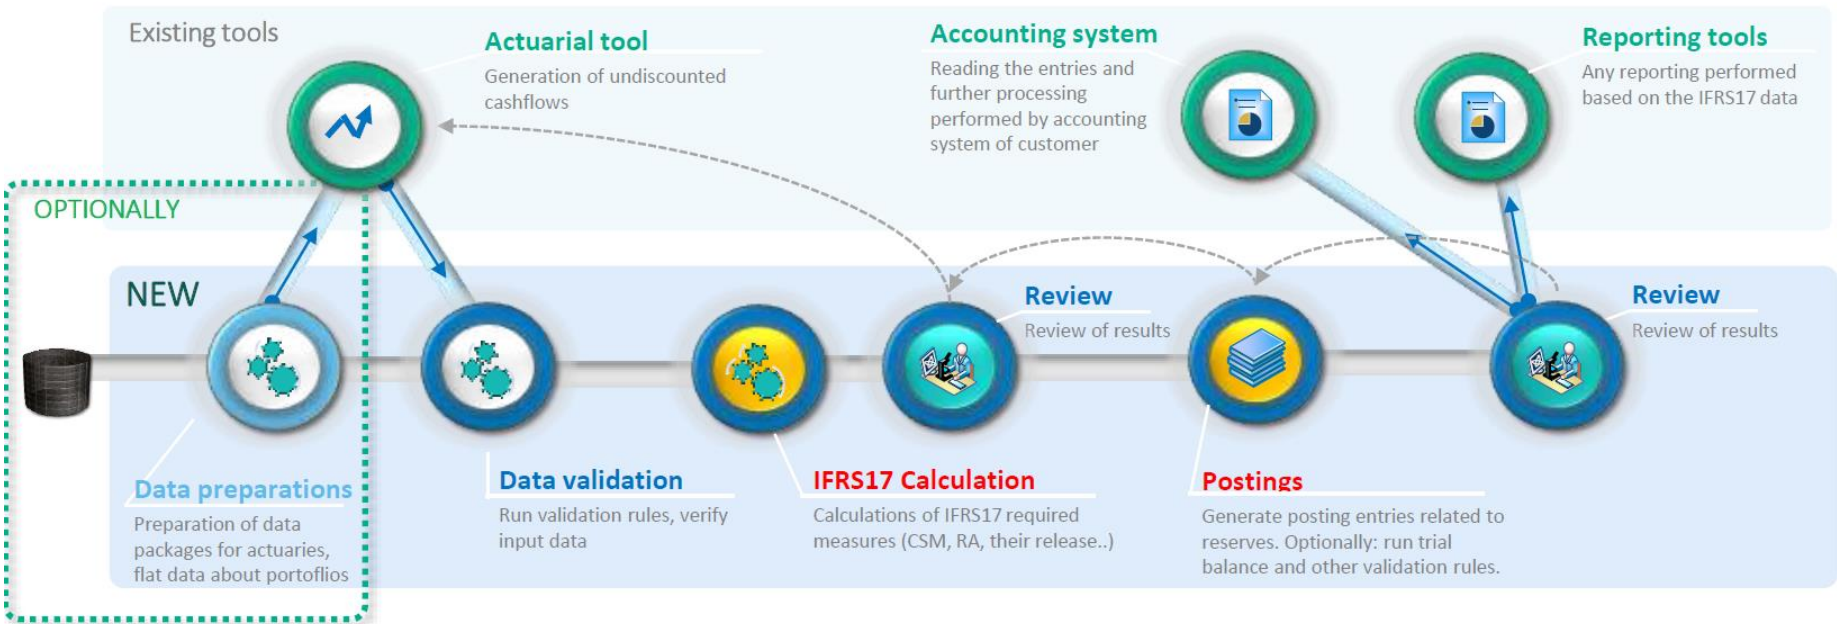 Existing tools
Actuarial tool
Generation of undiscounted
cashflows
Accounting system
Reading the entries and
further processing
performed by accounting
system of customer
Reporting tools
Any reporting performed
based on the IFRS17 data
OPTIONALLY
NEW
Review
Review of results
Review
Review of results
Data preparations
Preparation of data
packages for actuaries,
flat data about portoflios
Data validation
Run validation rules, verify
input data
IFRS17 Calculation
Calculations of IFRS17 required
measures (CSM, RA, their release..)
Postings
Generate posting entries related to
reserves. Optionally: run trial
balance and other validation rules.